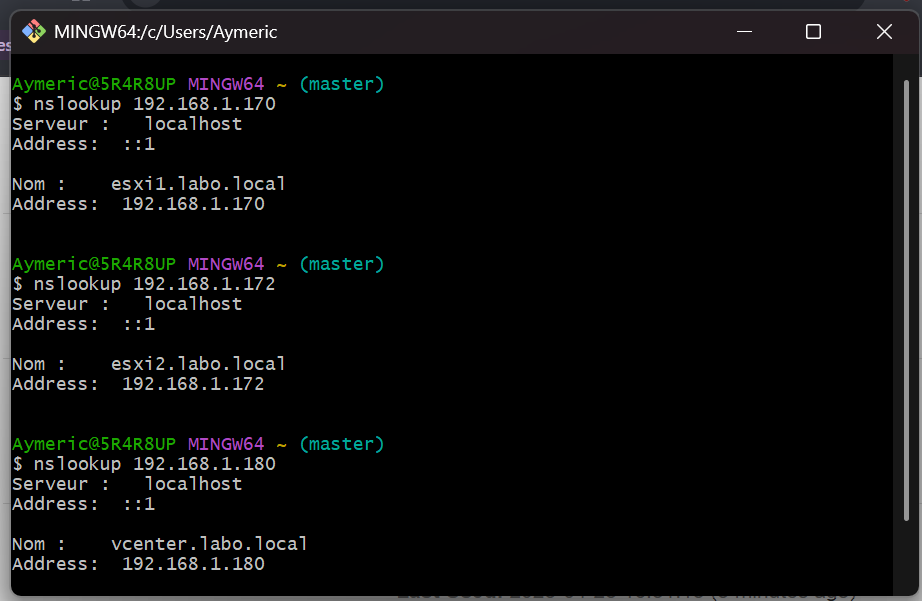 MINGW64:/c/Users/Aymeric
Aymeric@5R4R8UP MINGW64 ~ (master)
$ nslookup 192.168.1.170
Serveur :   localhost
Address:  ::1
Nom :    esxi1.labo.local
Address:  192.168.1.170
Aymeric@5R4R8UP MINGW64 ~ (master)
$ nslookup 192.168.1.172
Serveur :   localhost
Address:  ::1
Nom :    esxi2.labo.local
Address:  192.168.1.172
Aymeric@5R4R8UP MINGW64 ~ (master)
$ nslookup 192.168.1.180
Serveur :   localhost
Address:  ::1
Nom :    vcenter.labo.local
Address:  192.168.1.180